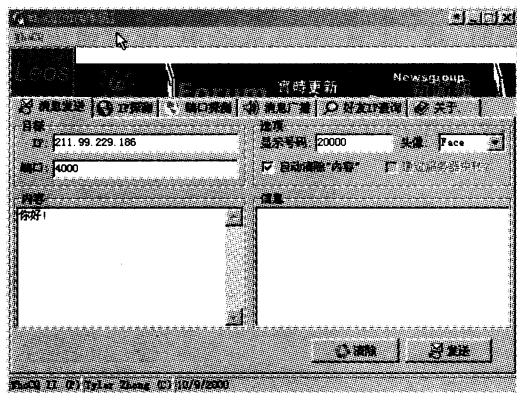 Leos
Forum 實時更新 Newsgroup
消息发送 IP探测 端口探测 消息广播 好友IP查询 关于
目标
IP: 211.99.229.186
端口: 4000
选项
显示号码: 20000 头像: Face
自动清除"内容"
内容
你好!
信息
清除 发送
(P) Tyler Zhang (C) 10/9/2000